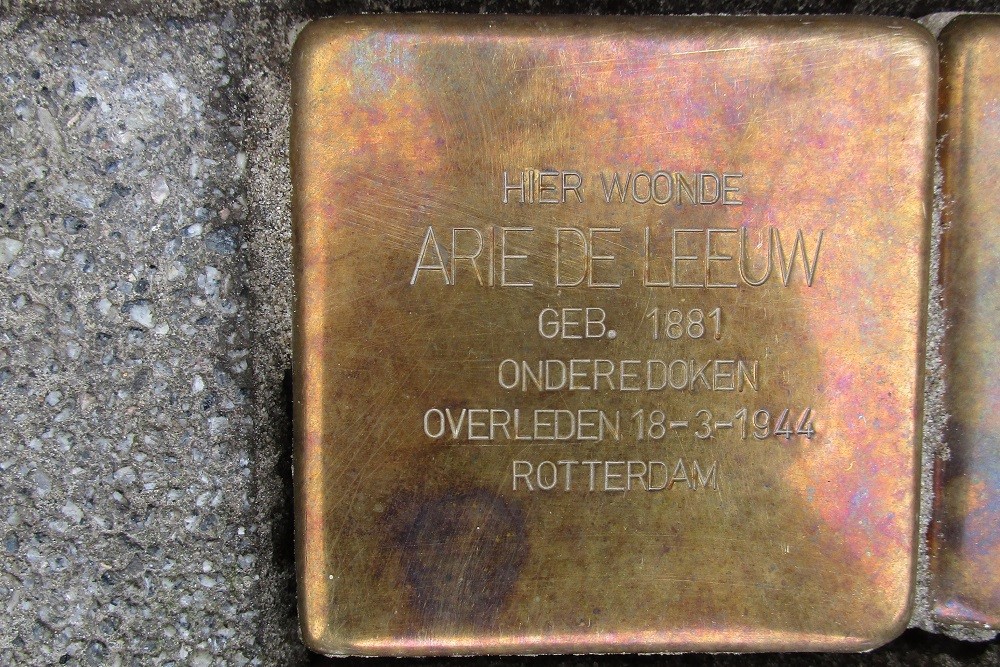 HIER WOONDE
ARIE DE LEEUW
GEB. 1881
ONDEREDOKEN
OVERLEDEN 18-3-1944
ROTTERDAM